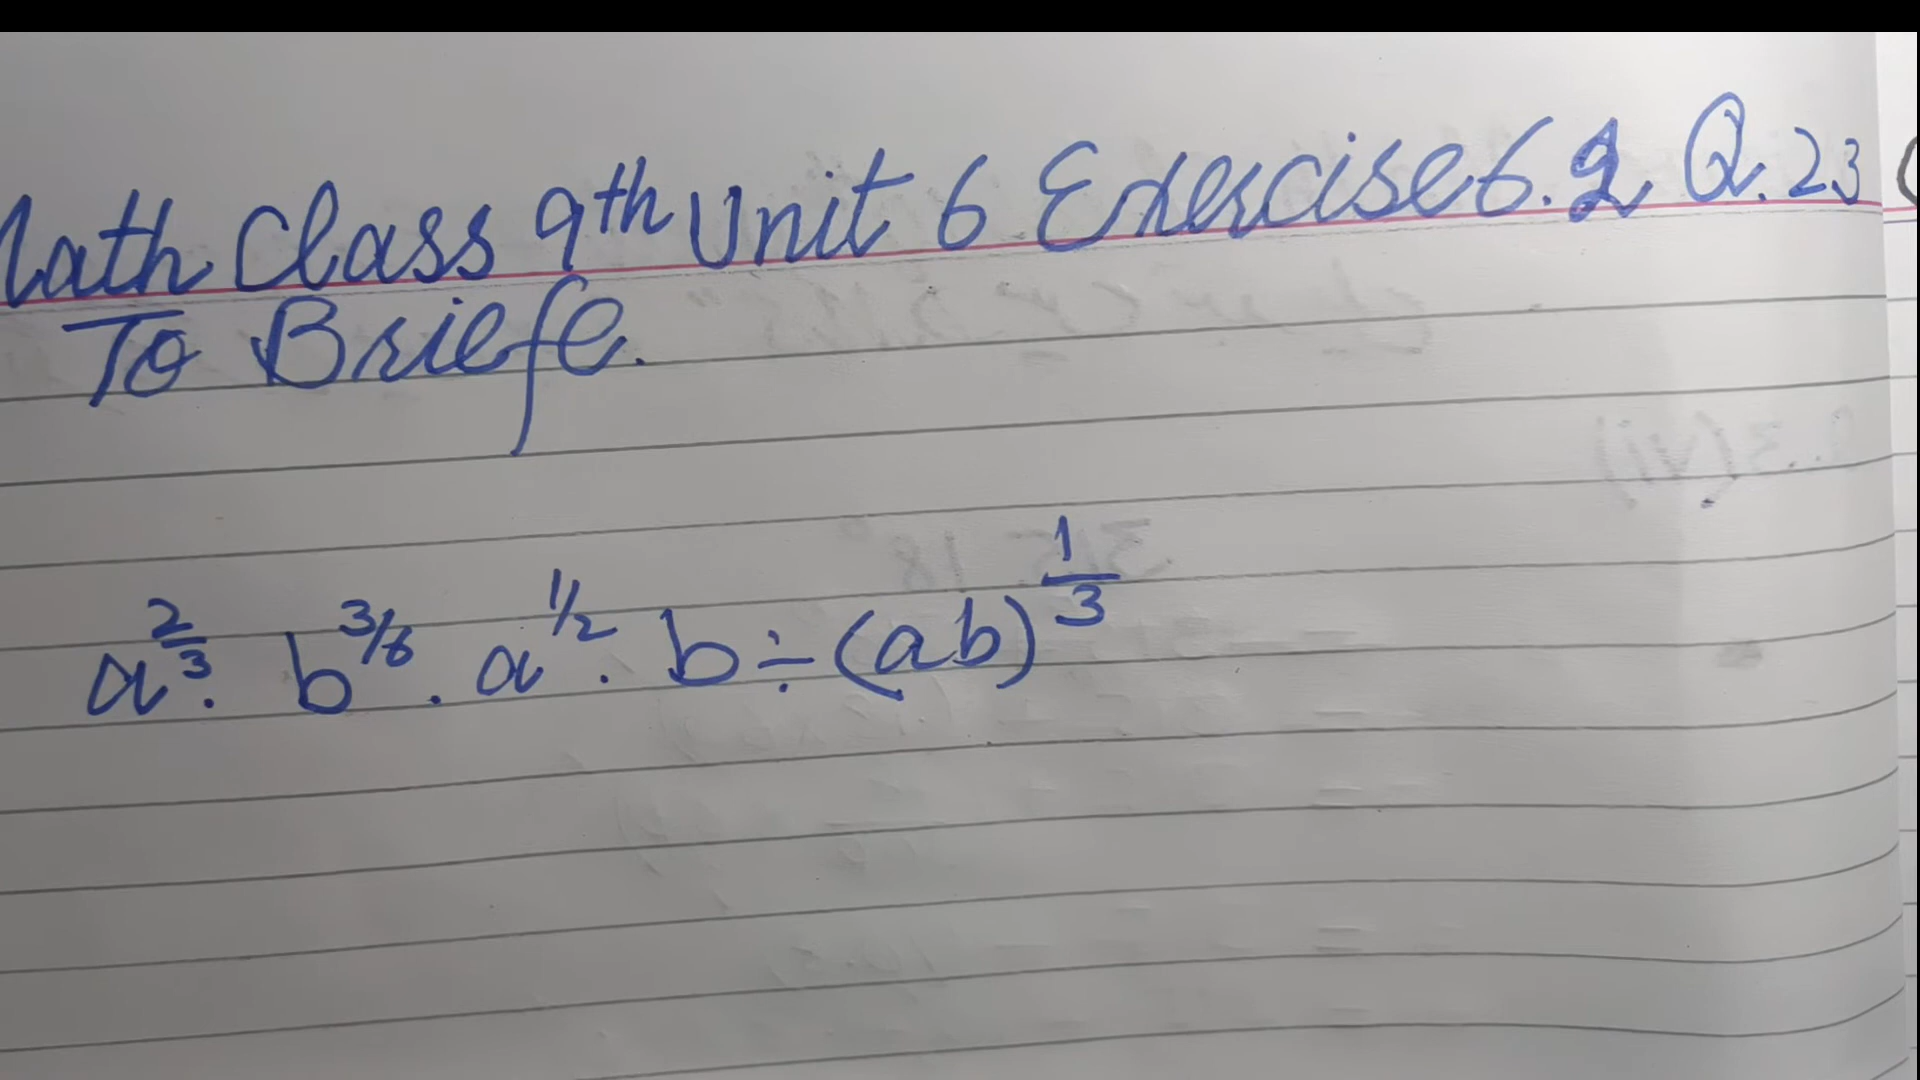 Math Class 9th Unit 6 Exercise 6.2 Q.23
To Briefe.
a^{2/3} . b^{3/8} . a^{1/2} . b ÷ (ab)^{1/3}